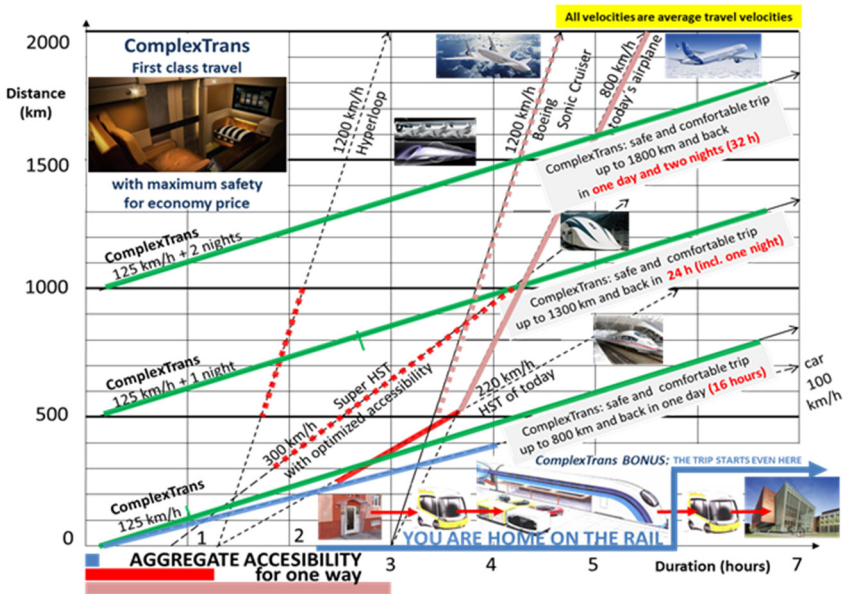 All velocities are average travel velocities
2000
ComplexTrans
First class travel
Distance
(km)
with maximum safety
for economy price
1200 km/h
Hyperloop
1200 km/h
Boeing
Sonic Cruiser
800 km/h
today's airplane
1500
ComplexTrans: safe and comfortable trip
up to 1800 km and back
in one day and two nights (32 h)
ComplexTrans
125 km/h + 2 nights
1000
ComplexTrans: safe and comfortable trip
up to 1300 km and back in 24 h (incl. one night)
ComplexTrans
125 km/h + 1 night
Super HST
300 km/h
with optimized accessibility
220 km/h
HST of today
car
100
km/h
500
ComplexTrans: safe and comfortable trip
up to 800 km and back in one day (16 hours)
ComplexTrans
125 km/h
ComplexTrans BONUS: THE TRIP STARTS EVEN HERE
YOU ARE HOME ON THE RAIL
0
1
2
3
4
5
Duration (hours)
7
AGGREGATE ACCESIBILITY
for one way